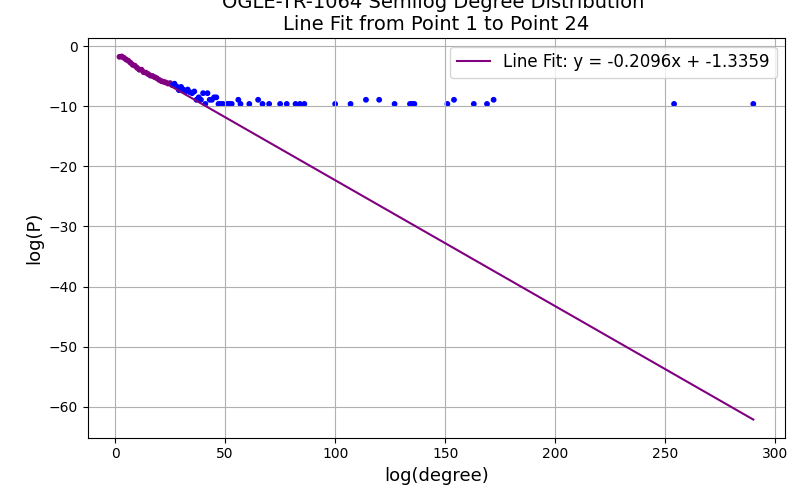 OGLE-TR-1064 Semilog Degree Distribution
Line Fit from Point 1 to Point 24
Line Fit: y = -0.2096x + -1.3359
log(P)
0
−10
−20
−30
−40
−50
−60
0 50 100 150 200 250 300
log(degree)